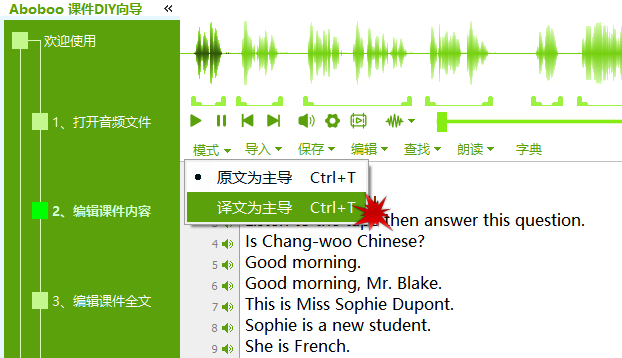 Aboboo 课件DIY向导 «
欢迎使用
1、打开音频文件
2、编辑课件内容
3、编辑课件全文
模式 导入 保存 编辑 查找 朗读 字典
原文为主导 Ctrl+T
译文为主导 Ctrl+T
then answer this question.
4 Is Chang-woo Chinese?
5 Good morning.
6 Good morning, Mr. Blake.
7 This is Miss Sophie Dupont.
8 Sophie is a new student.
9 She is French.